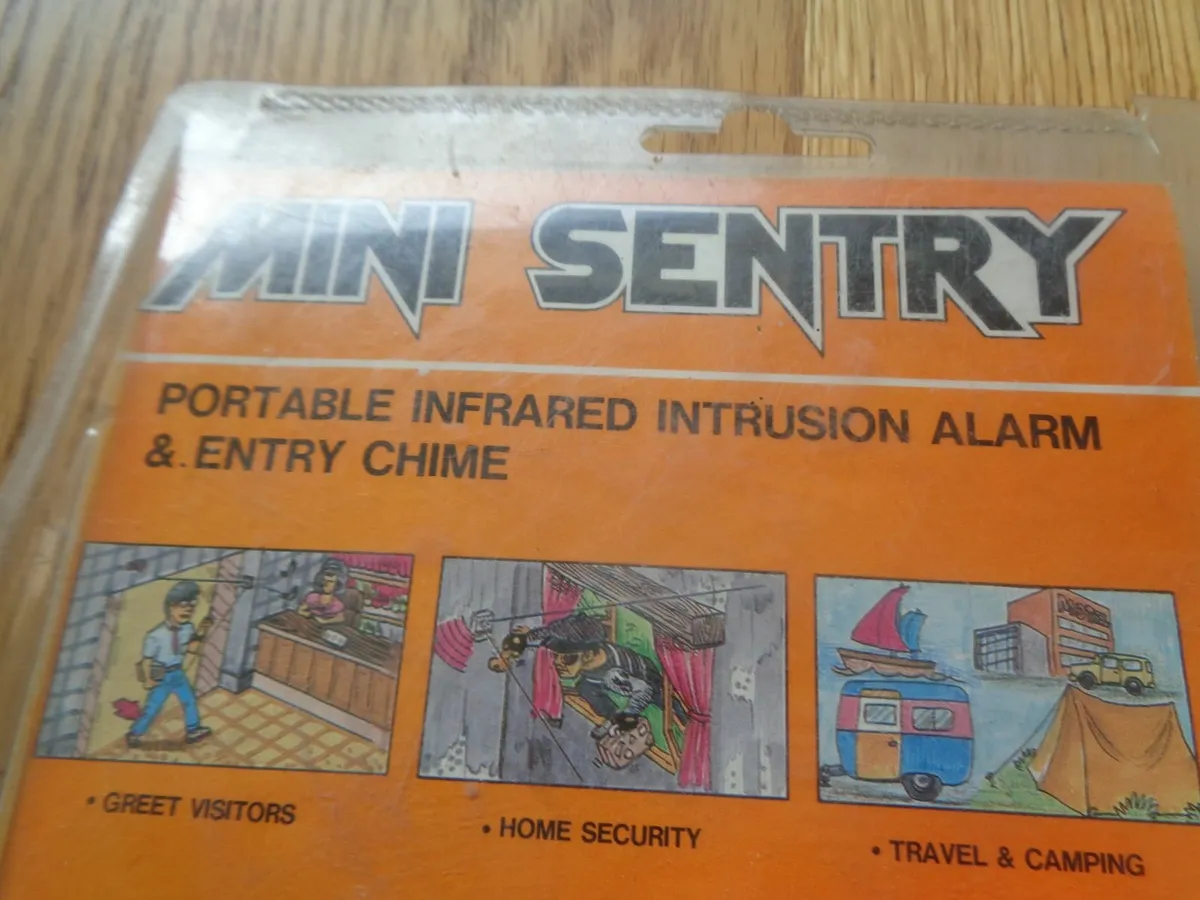 MINI SENTRY
PORTABLE INFRARED INTRUSION ALARM
& ENTRY CHIME
• GREET VISITORS
• HOME SECURITY
• TRAVEL & CAMPING